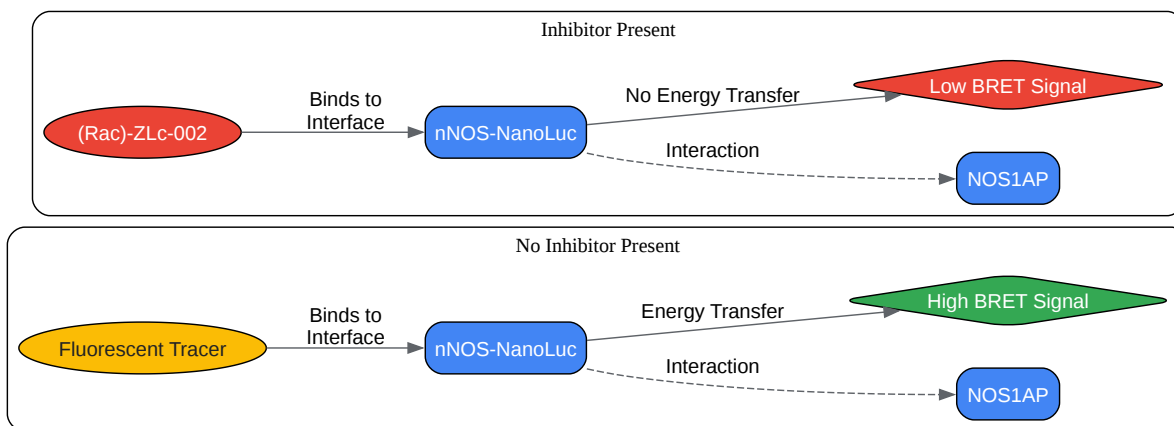 Inhibitor Present
(Rac)-ZLc-002
Binds to
Interface
nNOS-NanoLuc
No Energy Transfer
Low BRET Signal
Interaction
NOS1AP
No Inhibitor Present
Fluorescent Tracer
Binds to
Interface
nNOS-NanoLuc
Energy Transfer
High BRET Signal
Interaction
NOS1AP